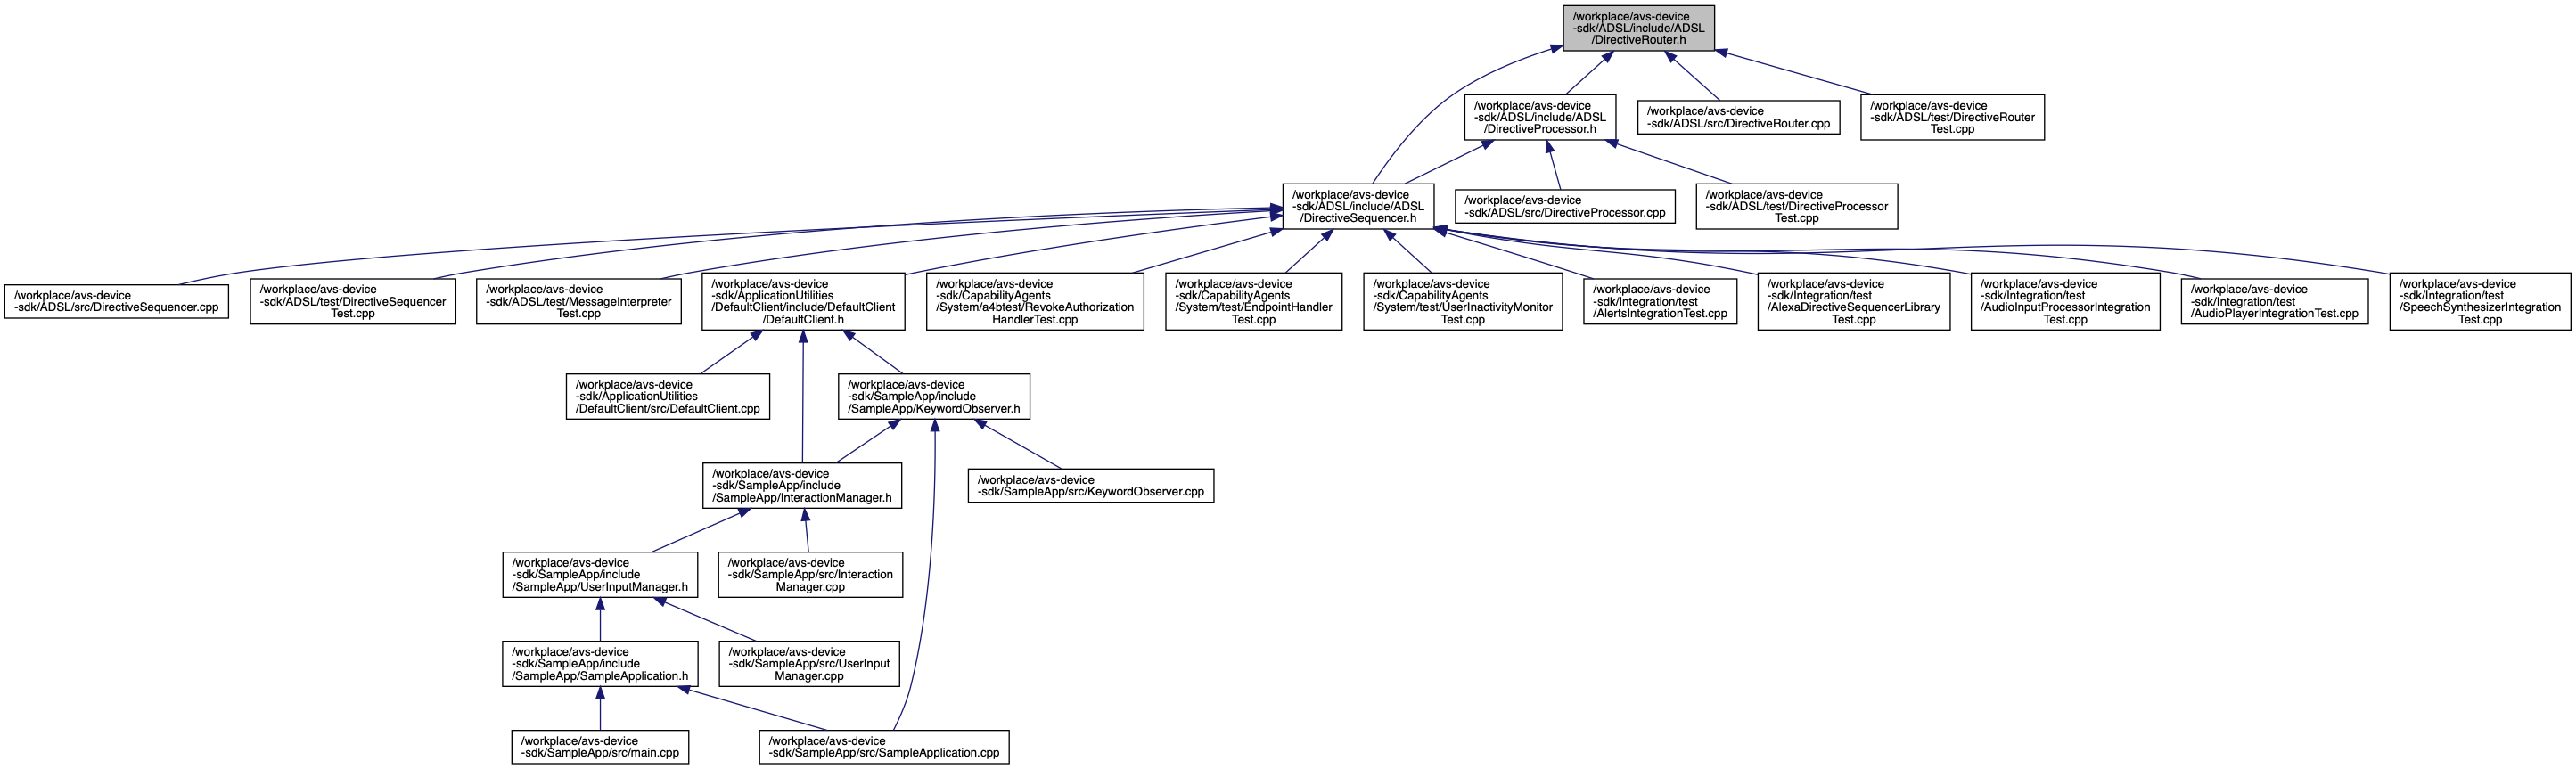 /workplace/avs-device
-sdk/ADSL/include/ADSL
/DirectiveRouter.h
/workplace/avs-device
-sdk/ADSL/include/ADSL
/DirectiveProcessor.h
/workplace/avs-device
-sdk/ADSL/src/DirectiveRouter.cpp
/workplace/avs-device
-sdk/ADSL/test/DirectiveRouter
Test.cpp
/workplace/avs-device
-sdk/ADSL/include/ADSL
/DirectiveSequencer.h
/workplace/avs-device
-sdk/ADSL/src/DirectiveProcessor.cpp
/workplace/avs-device
-sdk/ADSL/test/DirectiveProcessor
Test.cpp
/workplace/avs-device
-sdk/ADSL/src/DirectiveSequencer.cpp
/workplace/avs-device
-sdk/ADSL/test/DirectiveSequencer
Test.cpp
/workplace/avs-device
-sdk/ADSL/test/MessageInterpreter
Test.cpp
/workplace/avs-device
-sdk/ApplicationUtilities
/DefaultClient/include/DefaultClient
/DefaultClient.h
/workplace/avs-device
-sdk/CapabilityAgents
/System/a4btest/RevokeAuthorization
HandlerTest.cpp
/workplace/avs-device
-sdk/CapabilityAgents
/System/test/EndpointHandler
Test.cpp
/workplace/avs-device
-sdk/CapabilityAgents
/System/test/UserInactivityMonitor
Test.cpp
/workplace/avs-device
-sdk/Integration/test
/AlertsIntegrationTest.cpp
/workplace/avs-device
-sdk/Integration/test
/AlexaDirectiveSequencerLibrary
Test.cpp
/workplace/avs-device
-sdk/Integration/test
/AudioInputProcessorIntegration
Test.cpp
/workplace/avs-device
-sdk/Integration/test
/AudioPlayerIntegrationTest.cpp
/workplace/avs-device
-sdk/Integration/test
/SpeechSynthesizerIntegration
Test.cpp
/workplace/avs-device
-sdk/ApplicationUtilities
/DefaultClient/src/DefaultClient.cpp
/workplace/avs-device
-sdk/SampleApp/include
/SampleApp/KeywordObserver.h
/workplace/avs-device
-sdk/SampleApp/include
/SampleApp/InteractionManager.h
/workplace/avs-device
-sdk/SampleApp/src/KeywordObserver.cpp
/workplace/avs-device
-sdk/SampleApp/include
/SampleApp/UserInputManager.h
/workplace/avs-device
-sdk/SampleApp/src/Interaction
Manager.cpp
/workplace/avs-device
-sdk/SampleApp/include
/SampleApp/SampleApplication.h
/workplace/avs-device
-sdk/SampleApp/src/UserInput
Manager.cpp
/workplace/avs-device
-sdk/SampleApp/src/main.cpp
/workplace/avs-device
-sdk/SampleApp/src/SampleApplication.cpp